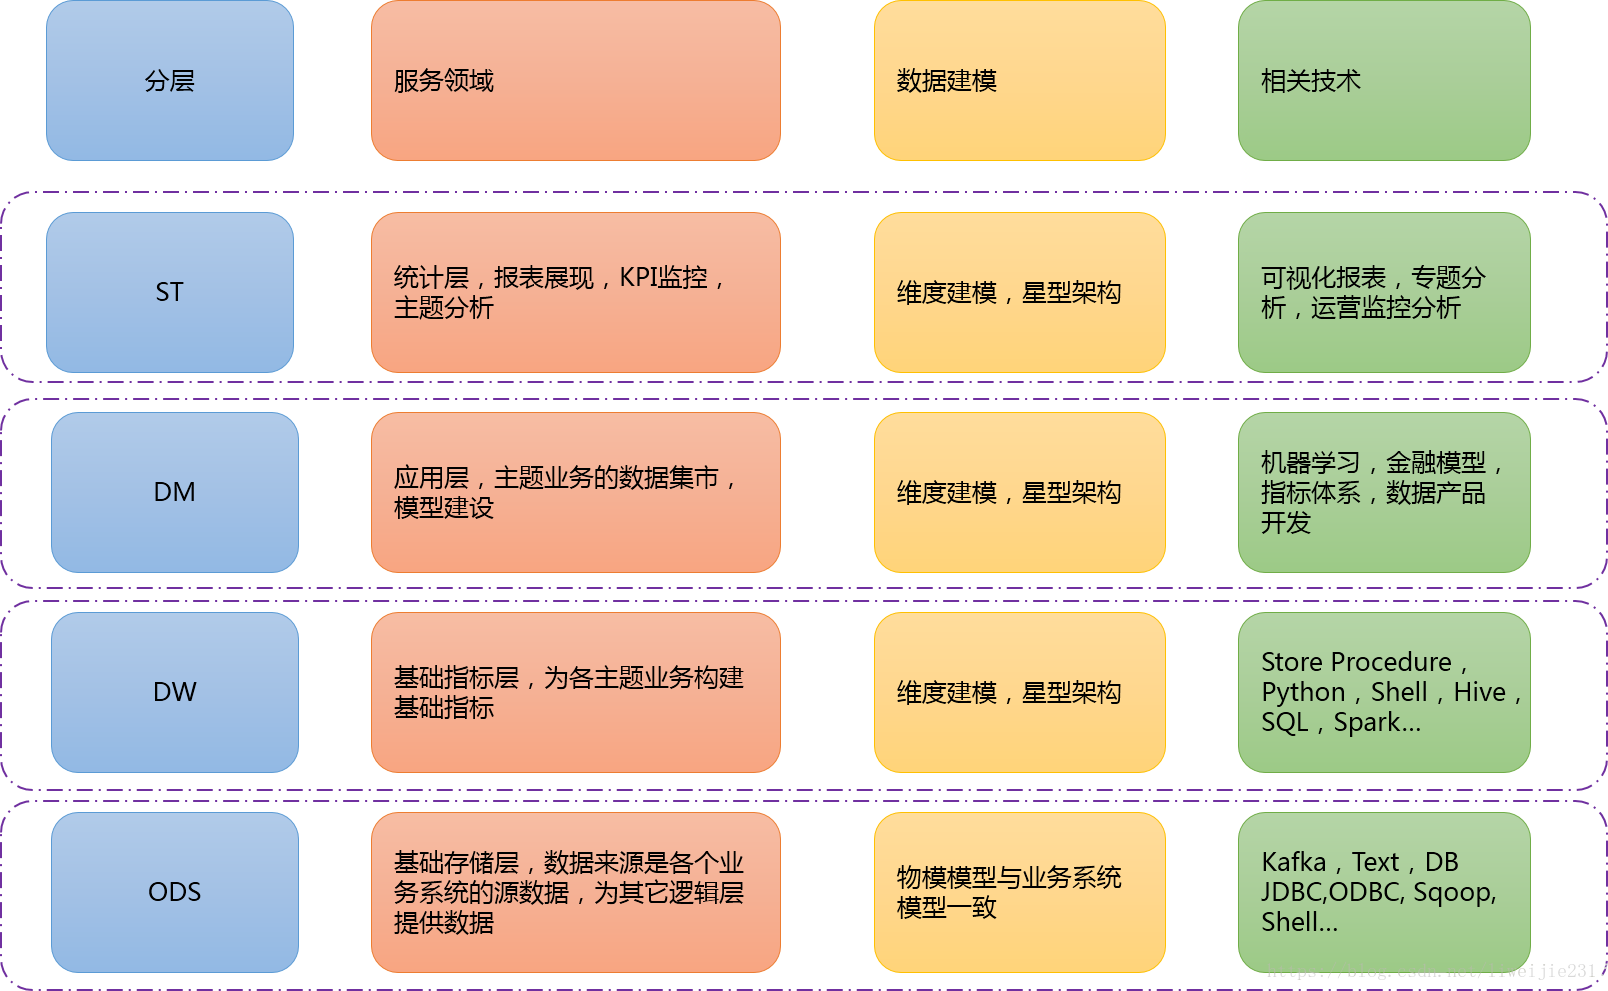 分层
服务领域
数据建模
相关技术
ST
统计层，报表展现，KPI监控，
主题分析
维度建模，星型架构
可视化报表，专题分
析，运营监控分析
DM
应用层，主题业务的数据集市，
模型建设
维度建模，星型架构
机器学习，金融模型，
指标体系，数据产品
开发
DW
基础指标层，为各主题业务构建
基础指标
维度建模，星型架构
Store Procedure，
Python，Shell，Hive，
SQL，Spark...
ODS
基础存储层，数据来源是各个业
务系统的源数据，为其它逻辑层
提供数据
物模模型与业务系统
模型一致
Kafka，Text，DB
JDBC,ODBC, Sqoop,
Shell...